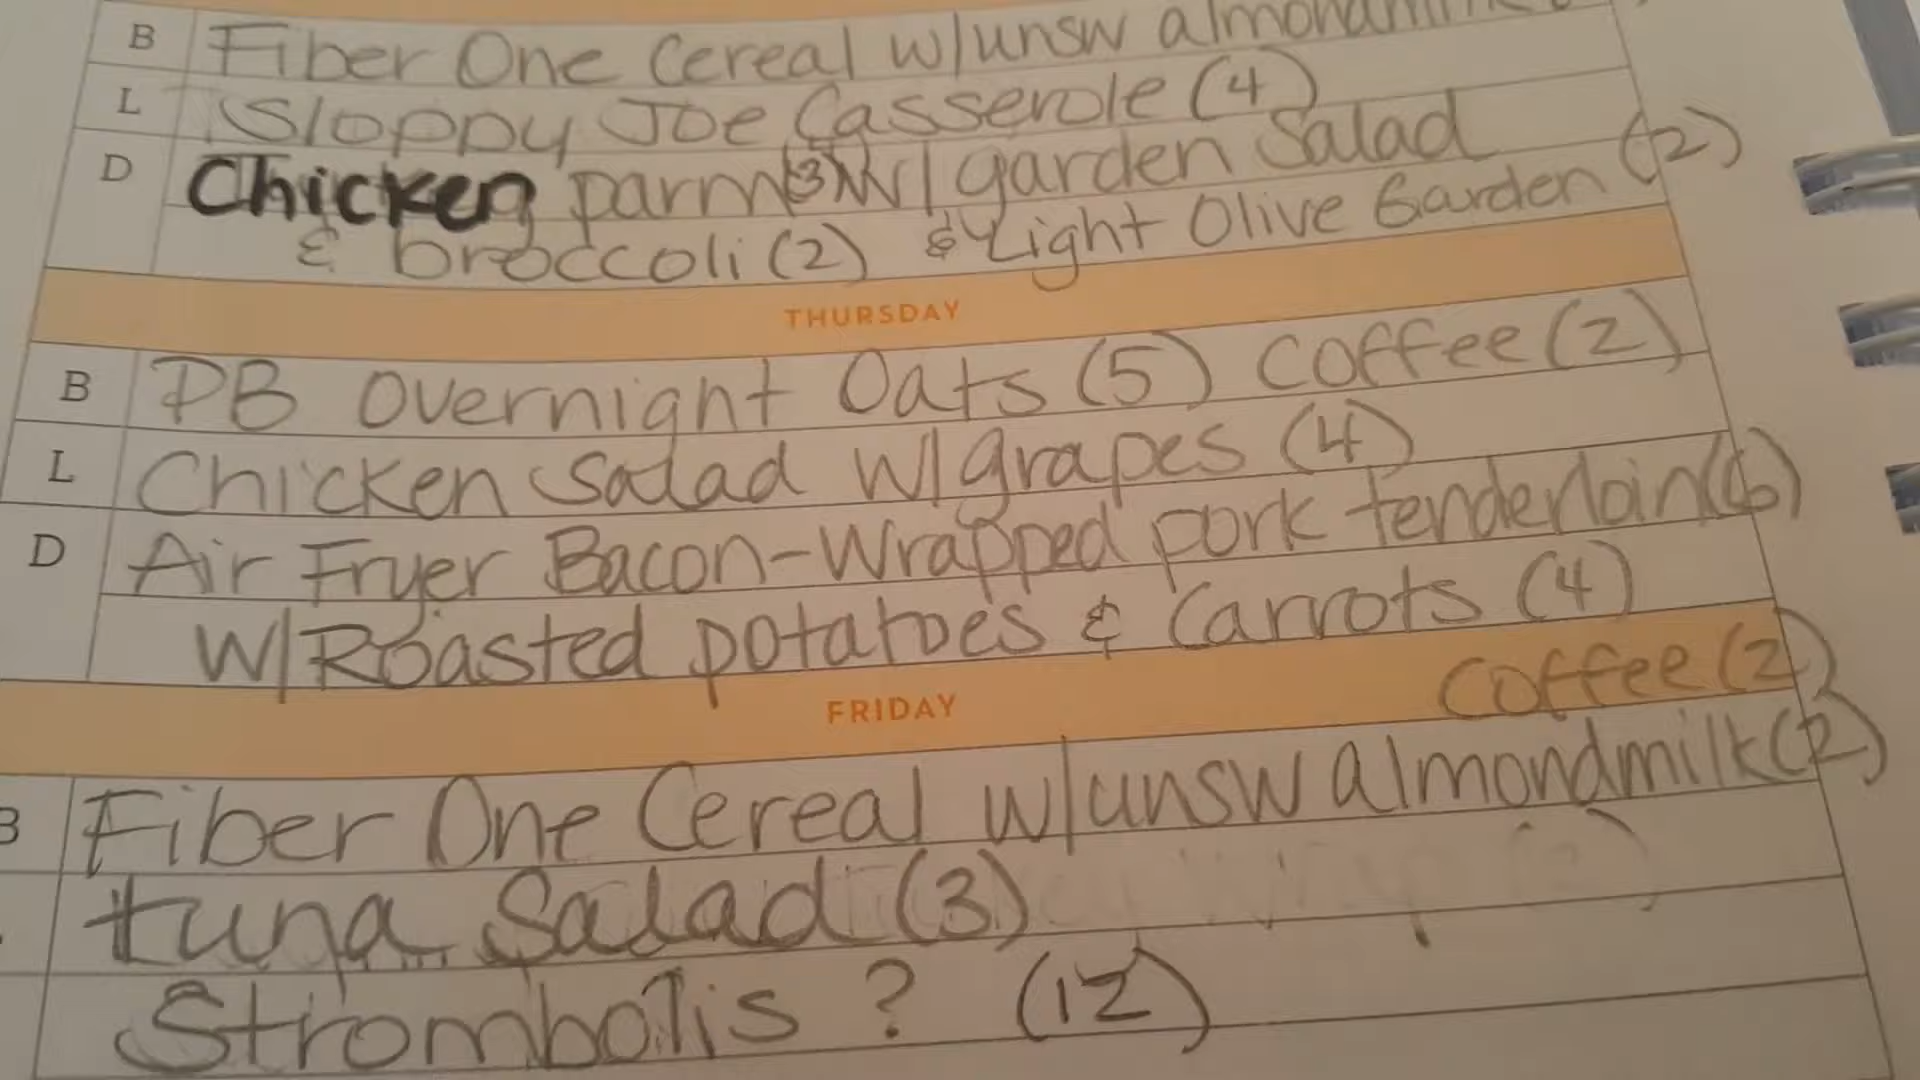 B Fiber One Cereal w/unsw almondmilk
L Sloppy Joe Casserole (4)
D Chicken parm (3) w/ garden Salad
& broccoli (2) & Light Olive Garden (2)
THURSDAY
B PB Overnight Oats (5) Coffee (2)
L Chicken Salad w/grapes (4)
D Air Fryer Bacon-Wrapped pork tenderloin (6)
W/Roasted potatoes & Carrots (4)
Coffee (2)
FRIDAY
B Fiber One Cereal w/unsw almondmilk (2)
tuna Salad (3)
Strombolis ? (12)